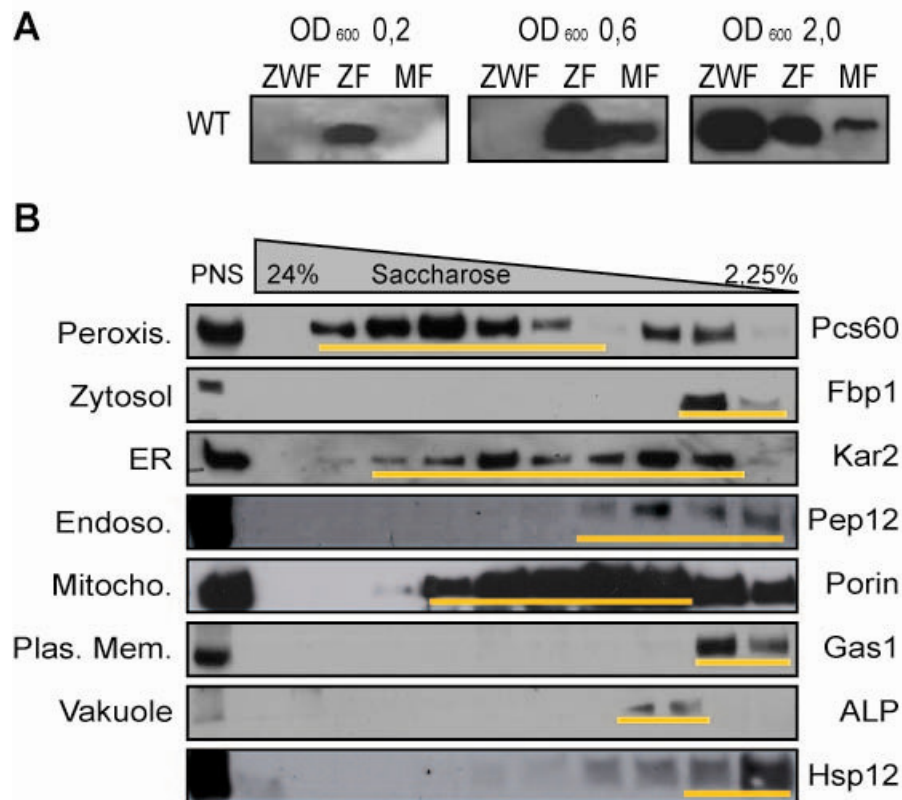 A
OD 600 0,2 OD 600 0,6 OD 600 2,0
ZWF ZF MF ZWF ZF MF ZWF ZF MF
WT
B
PNS 24% Saccharose 2,25%
Peroxis. Pcs60
Zytosol Fbp1
ER Kar2
Endoso. Pep12
Mitocho. Porin
Plas. Mem. Gas1
Vakuole ALP
Hsp12